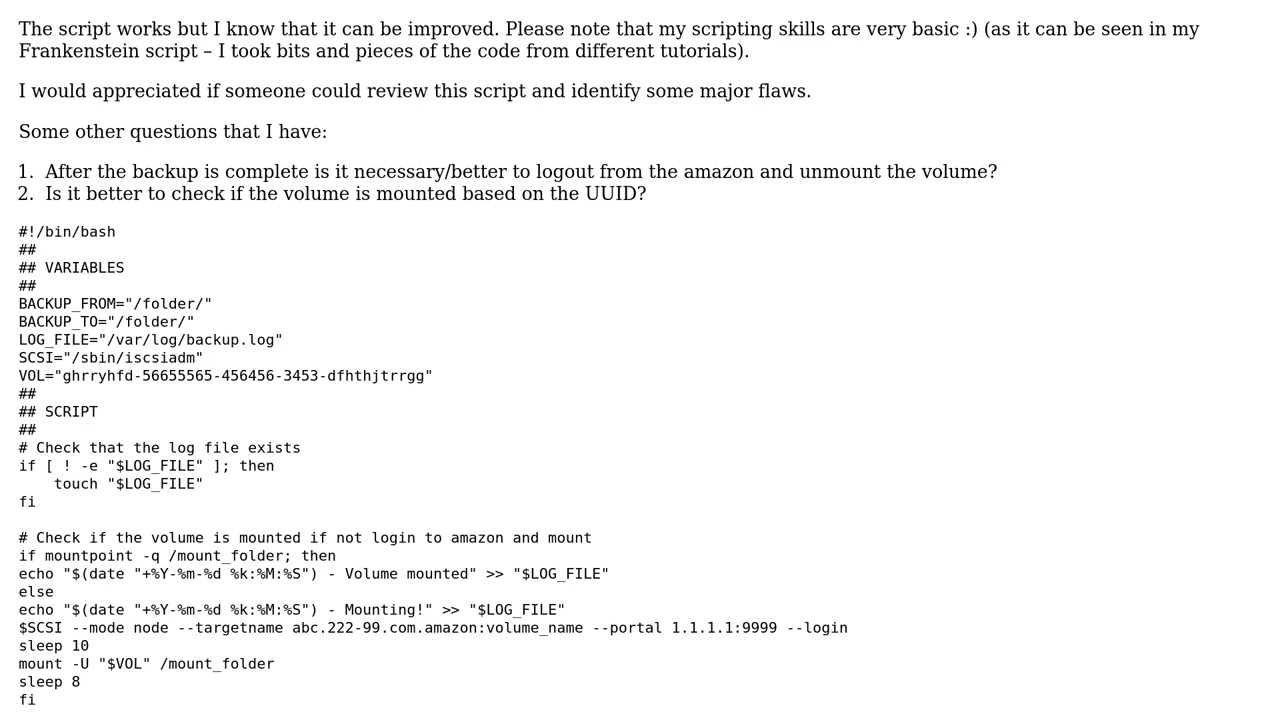 The script works but I know that it can be improved. Please note that my scripting skills are very basic :) (as it can be seen in my
Frankenstein script – I took bits and pieces of the code from different tutorials).
I would appreciated if someone could review this script and identify some major flaws.
Some other questions that I have:
1. After the backup is complete is it necessary/better to logout from the amazon and unmount the volume?
2. Is it better to check if the volume is mounted based on the UUID?
#!/bin/bash
##
## VARIABLES
##
BACKUP_FROM="/folder/"
BACKUP_TO="/folder/"
LOG_FILE="/var/log/backup.log"
SCSI="/sbin/iscsiadm"
VOL="ghrryhfd-56655565-456456-3453-dfhthjtrrgg"
##
## SCRIPT
##
# Check that the log file exists
if [ ! -e "$LOG_FILE" ]; then
    touch "$LOG_FILE"
fi
# Check if the volume is mounted if not login to amazon and mount
if mountpoint -q /mount_folder; then
echo "$(date "+%Y-%m-%d %k:%M:%S") - Volume mounted" >> "$LOG_FILE"
else
echo "$(date "+%Y-%m-%d %k:%M:%S") - Mounting!" >> "$LOG_FILE"
$SCSI --mode node --targetname abc.222-99.com.amazon:volume_name --portal 1.1.1.1:9999 --login
sleep 10
mount -U "$VOL" /mount_folder
sleep 8
fi